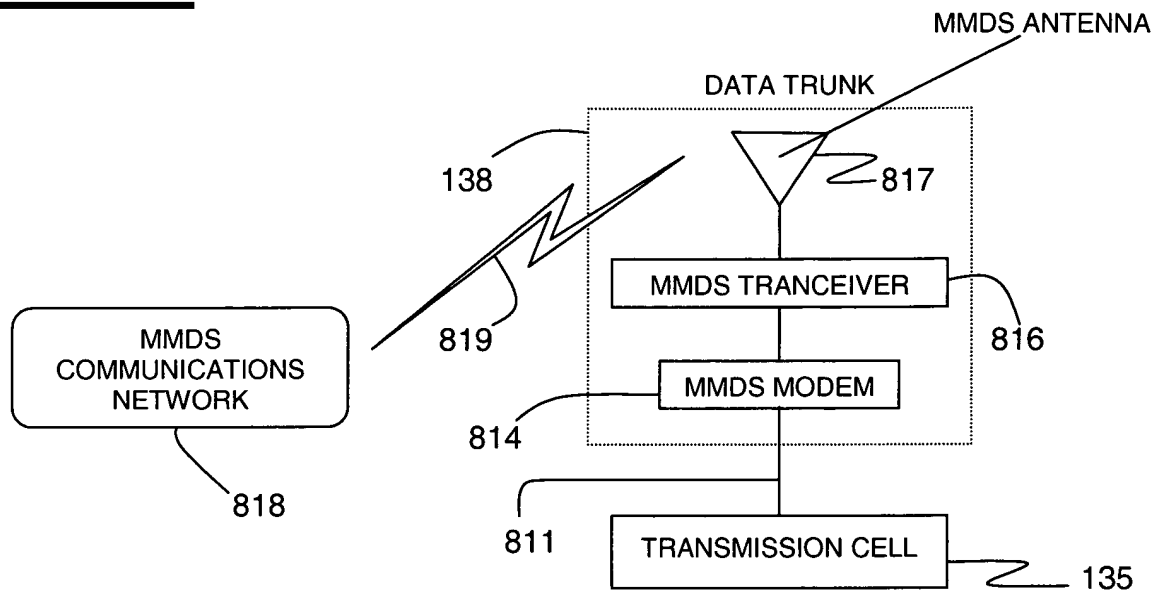 MMDS ANTENNA
DATA TRUNK
138
817
MMDS TRANCEIVER
819
816
MMDS
COMMUNICATIONS
NETWORK
MMDS MODEM
814
818
811
TRANSMISSION CELL
135